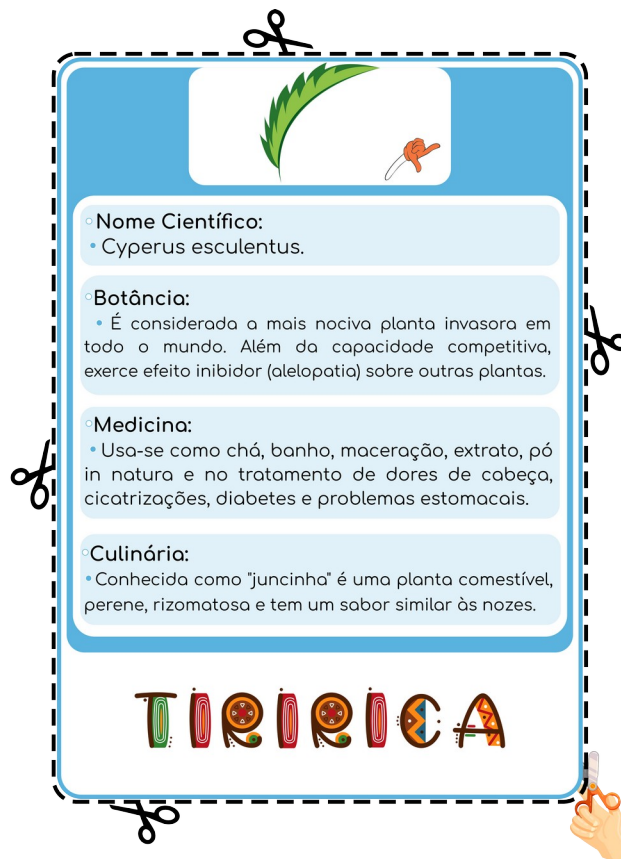 Nome Científico:
• Cyperus esculentus.
Botância:
• É considerada a mais nociva planta invasora em
todo o mundo. Além da capacidade competitiva,
exerce efeito inibidor (alelopatia) sobre outras plantas.
Medicina:
• Usa-se como chá, banho, maceração, extrato, pó
in natura e no tratamento de dores de cabeça,
cicatrizações, diabetes e problemas estomacais.
Culinária:
• Conhecida como "juncinha" é uma planta comestível,
perene, rizomatosa e tem um sabor similar às nozes.
TIRIRICA